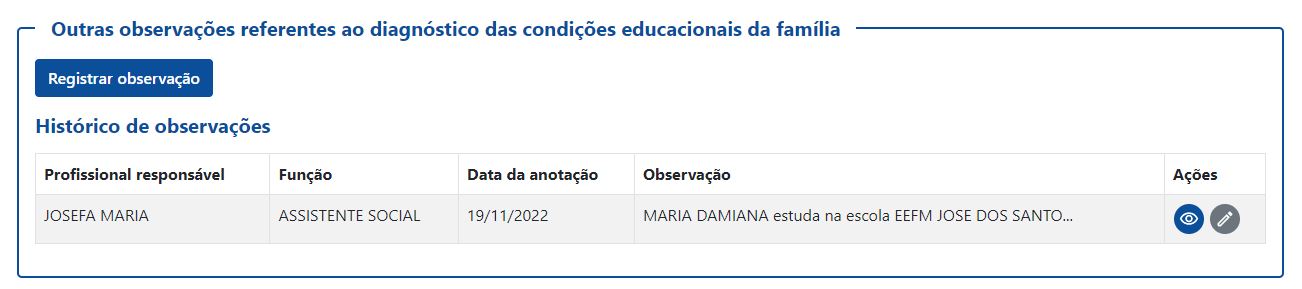 Outras observações referentes ao diagnóstico das condições educacionais da família
Registrar observação
Histórico de observações
Profissional responsável Função Data da anotação Observação Ações
JOSEFA MARIA ASSISTENTE SOCIAL 19/11/2022 MARIA DAMIANA estuda na escola EEFM JOSE DOS SANTO...